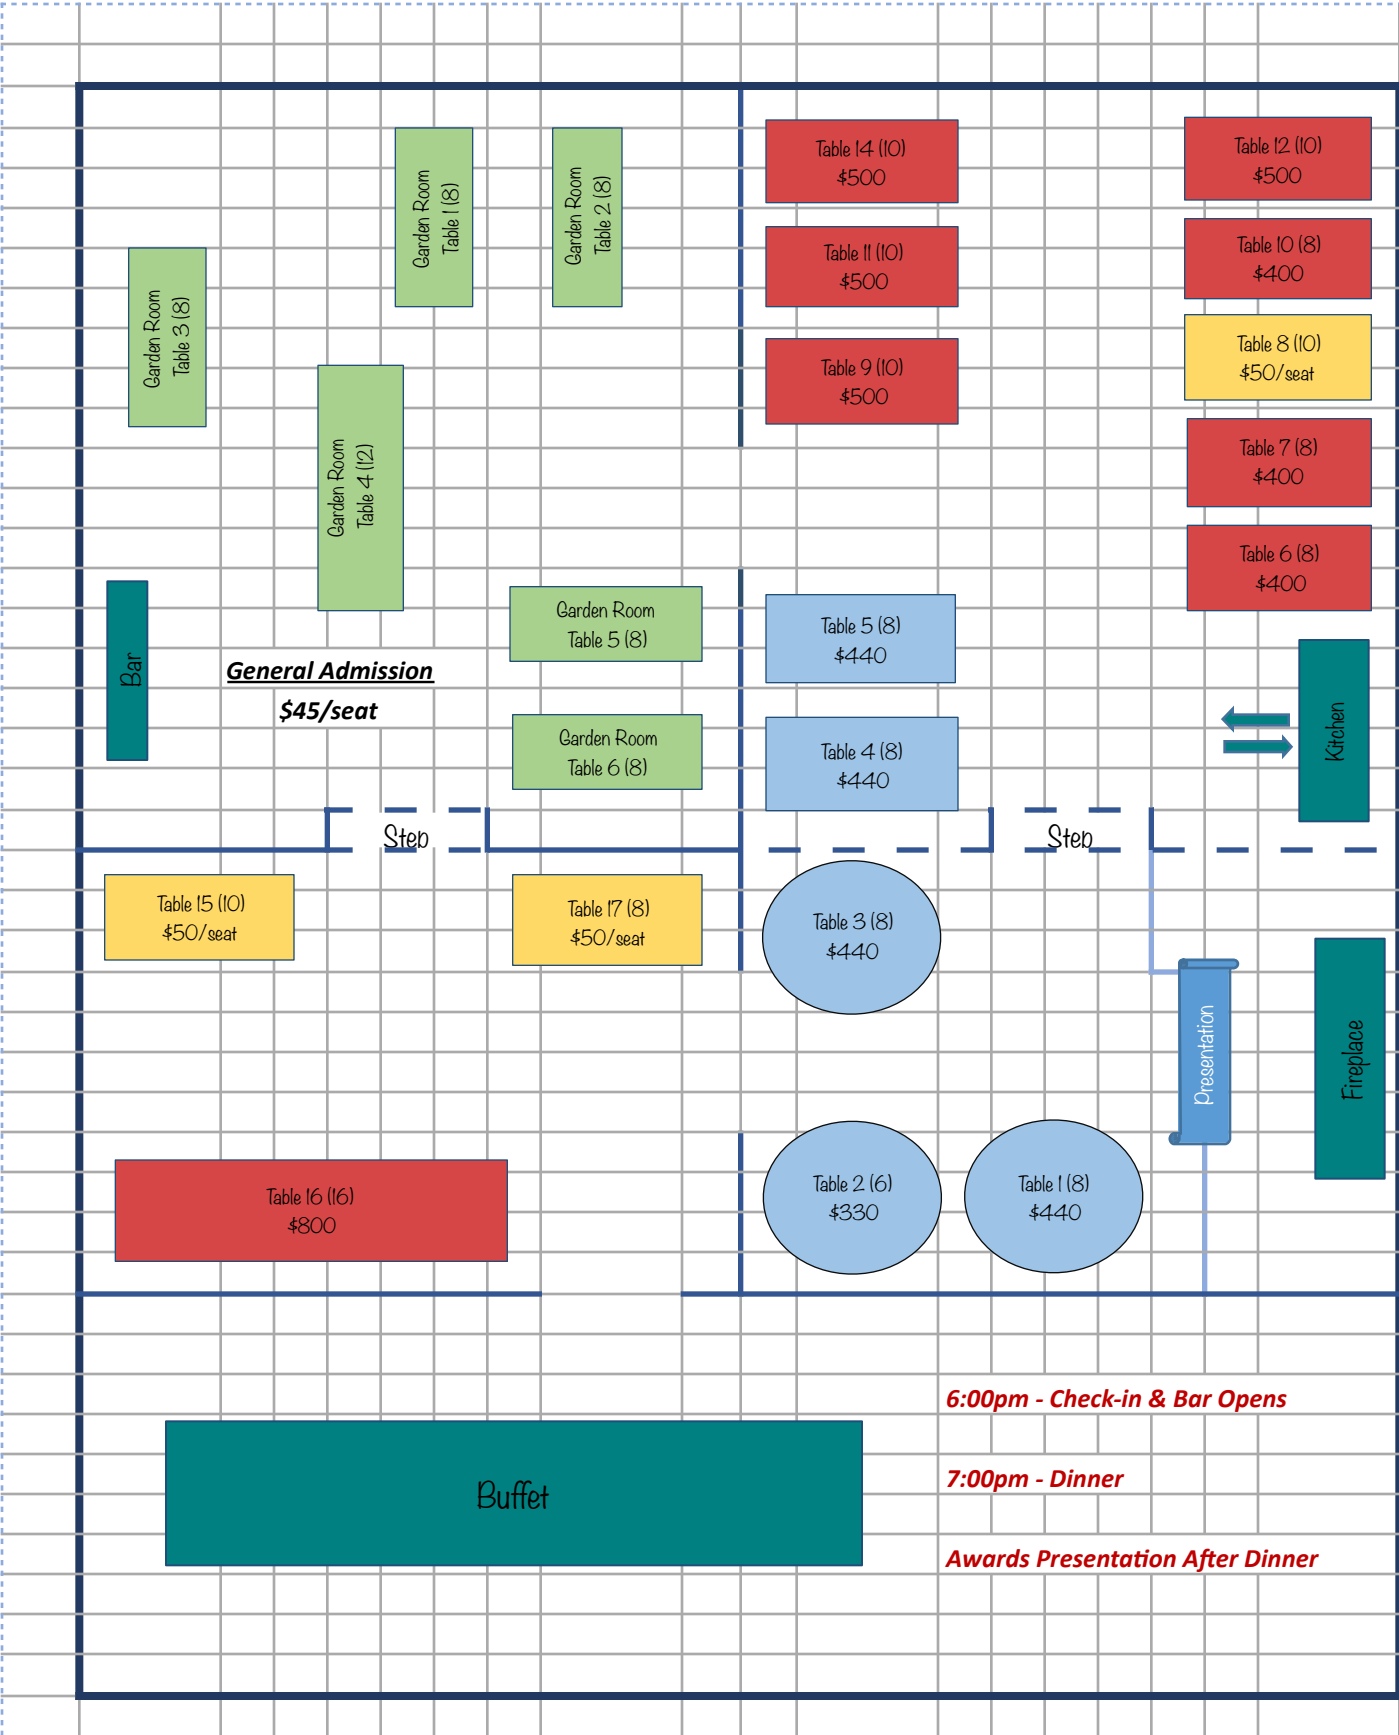 Garden Room
Table 1 (8)
Garden Room
Table 2 (8)
Garden Room
Table 3 (8)
Garden Room
Table 4 (12)
Garden Room
Table 5 (8)
Garden Room
Table 6 (8)
Bar
General Admission
$45/seat
Step
Table 14 (10)
$500
Table 12 (10)
$500
Table 11 (10)
$500
Table 10 (8)
$400
Table 9 (10)
$500
Table 8 (10)
$50/seat
Table 7 (8)
$400
Table 6 (8)
$400
Table 5 (8)
$440
Table 4 (8)
$440
Kitchen
Step
Table 15 (10)
$50/seat
Table 17 (8)
$50/seat
Table 3 (8)
$440
Presentation
Fireplace
Table 16 (16)
$800
Table 2 (6)
$330
Table 1 (8)
$440
Buffet
6:00pm - Check-in & Bar Opens
7:00pm - Dinner
Awards Presentation After Dinner